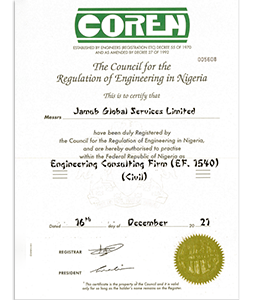 COREN
ESTABLISHED BY ENGINEERS (REGISTRATION ETC) DECREE 55 OF 1970
AND AS AMENDED BY DECREE 27 OF 1992
005608
The Council for the
Regulation of Engineering in Nigeria
This is to certify that
Messrs Jamob Global Services Limited
have been duly Registered by
the Council for the Regulation of Engineering in Nigeria,
and are hereby authorised to practise
within the Federal Republic of Nigeria as
Engineering Consulting Firm (EF. 1540)
(Civil)
Dated 16th day of December 20 21
REGISTRAR
PRESIDENT
This certificate is the property of the Council and it is valid
only for as long as the holder's name remains on the Register.